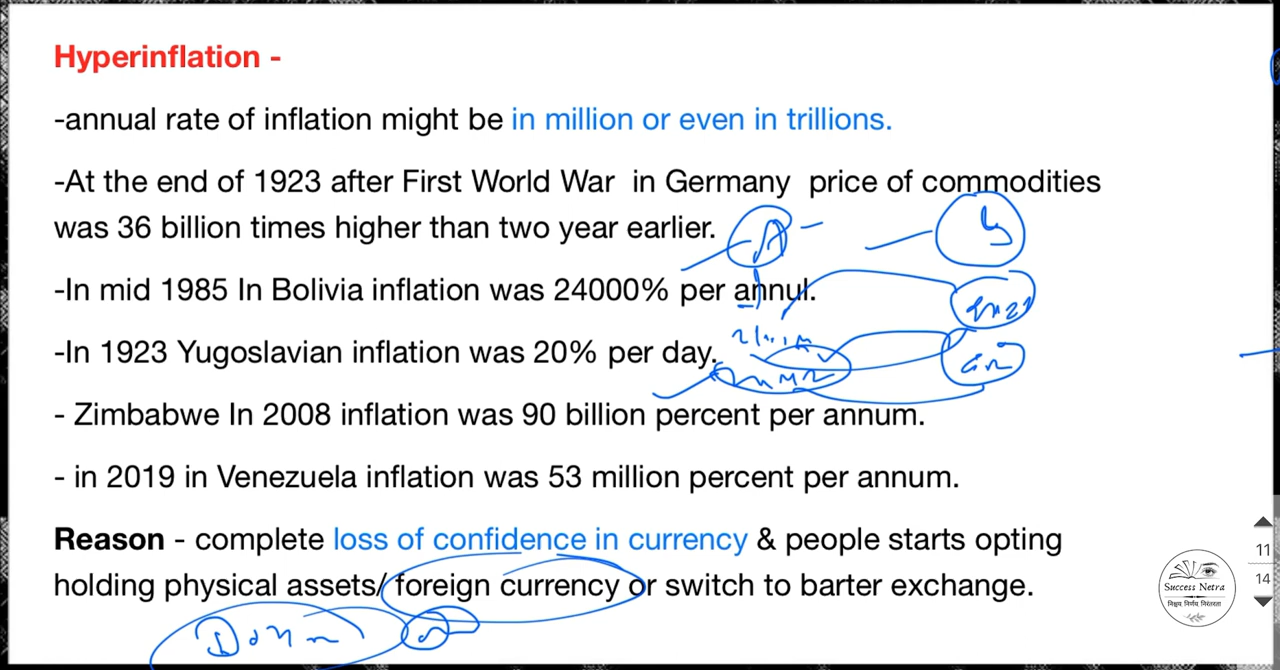 Hyperinflation -
-annual rate of inflation might be in million or even in trillions.
-At the end of 1923 after First World War in Germany price of commodities
was 36 billion times higher than two year earlier.
-In mid 1985 In Bolivia inflation was 24000% per annul.
-In 1923 Yugoslavian inflation was 20% per day.
- Zimbabwe In 2008 inflation was 90 billion percent per annum.
- in 2019 in Venezuela inflation was 53 million percent per annum.
Reason - complete loss of confidence in currency & people starts opting
holding physical assets/ foreign currency or switch to barter exchange.
11
14
Success Netra
निश्चय निर्णय निरंतरता